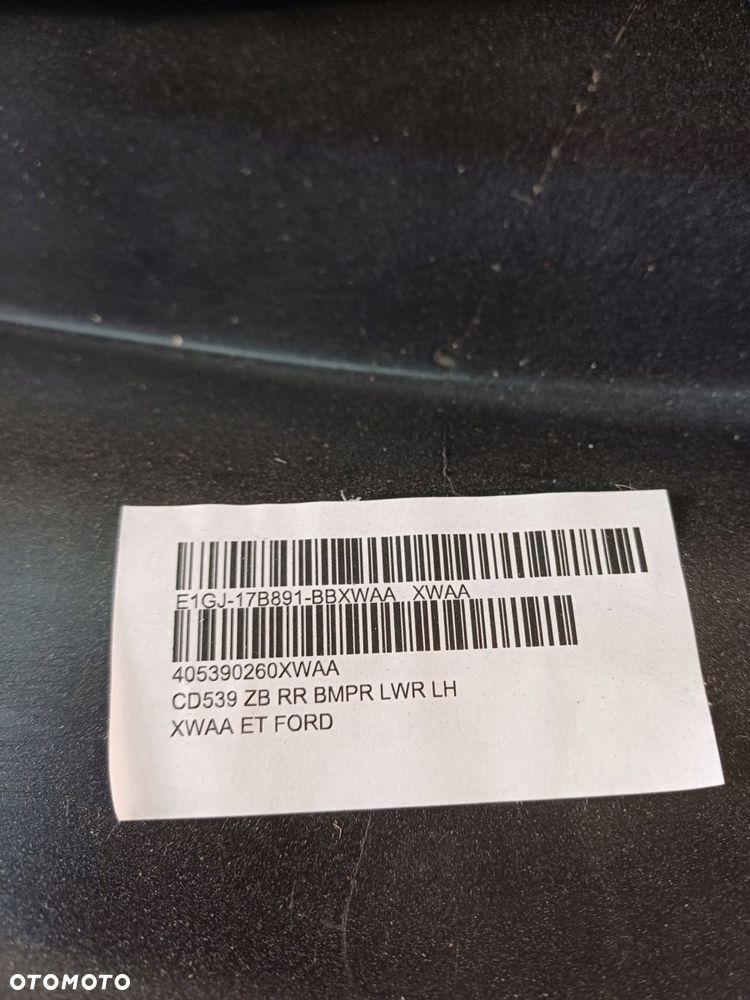 E1GJ-17B891-BBXWAA XWAA
405390260XWAA
CD539 ZB RR BMPR LWR LH
XWAA ET FORD
OTOMOTO